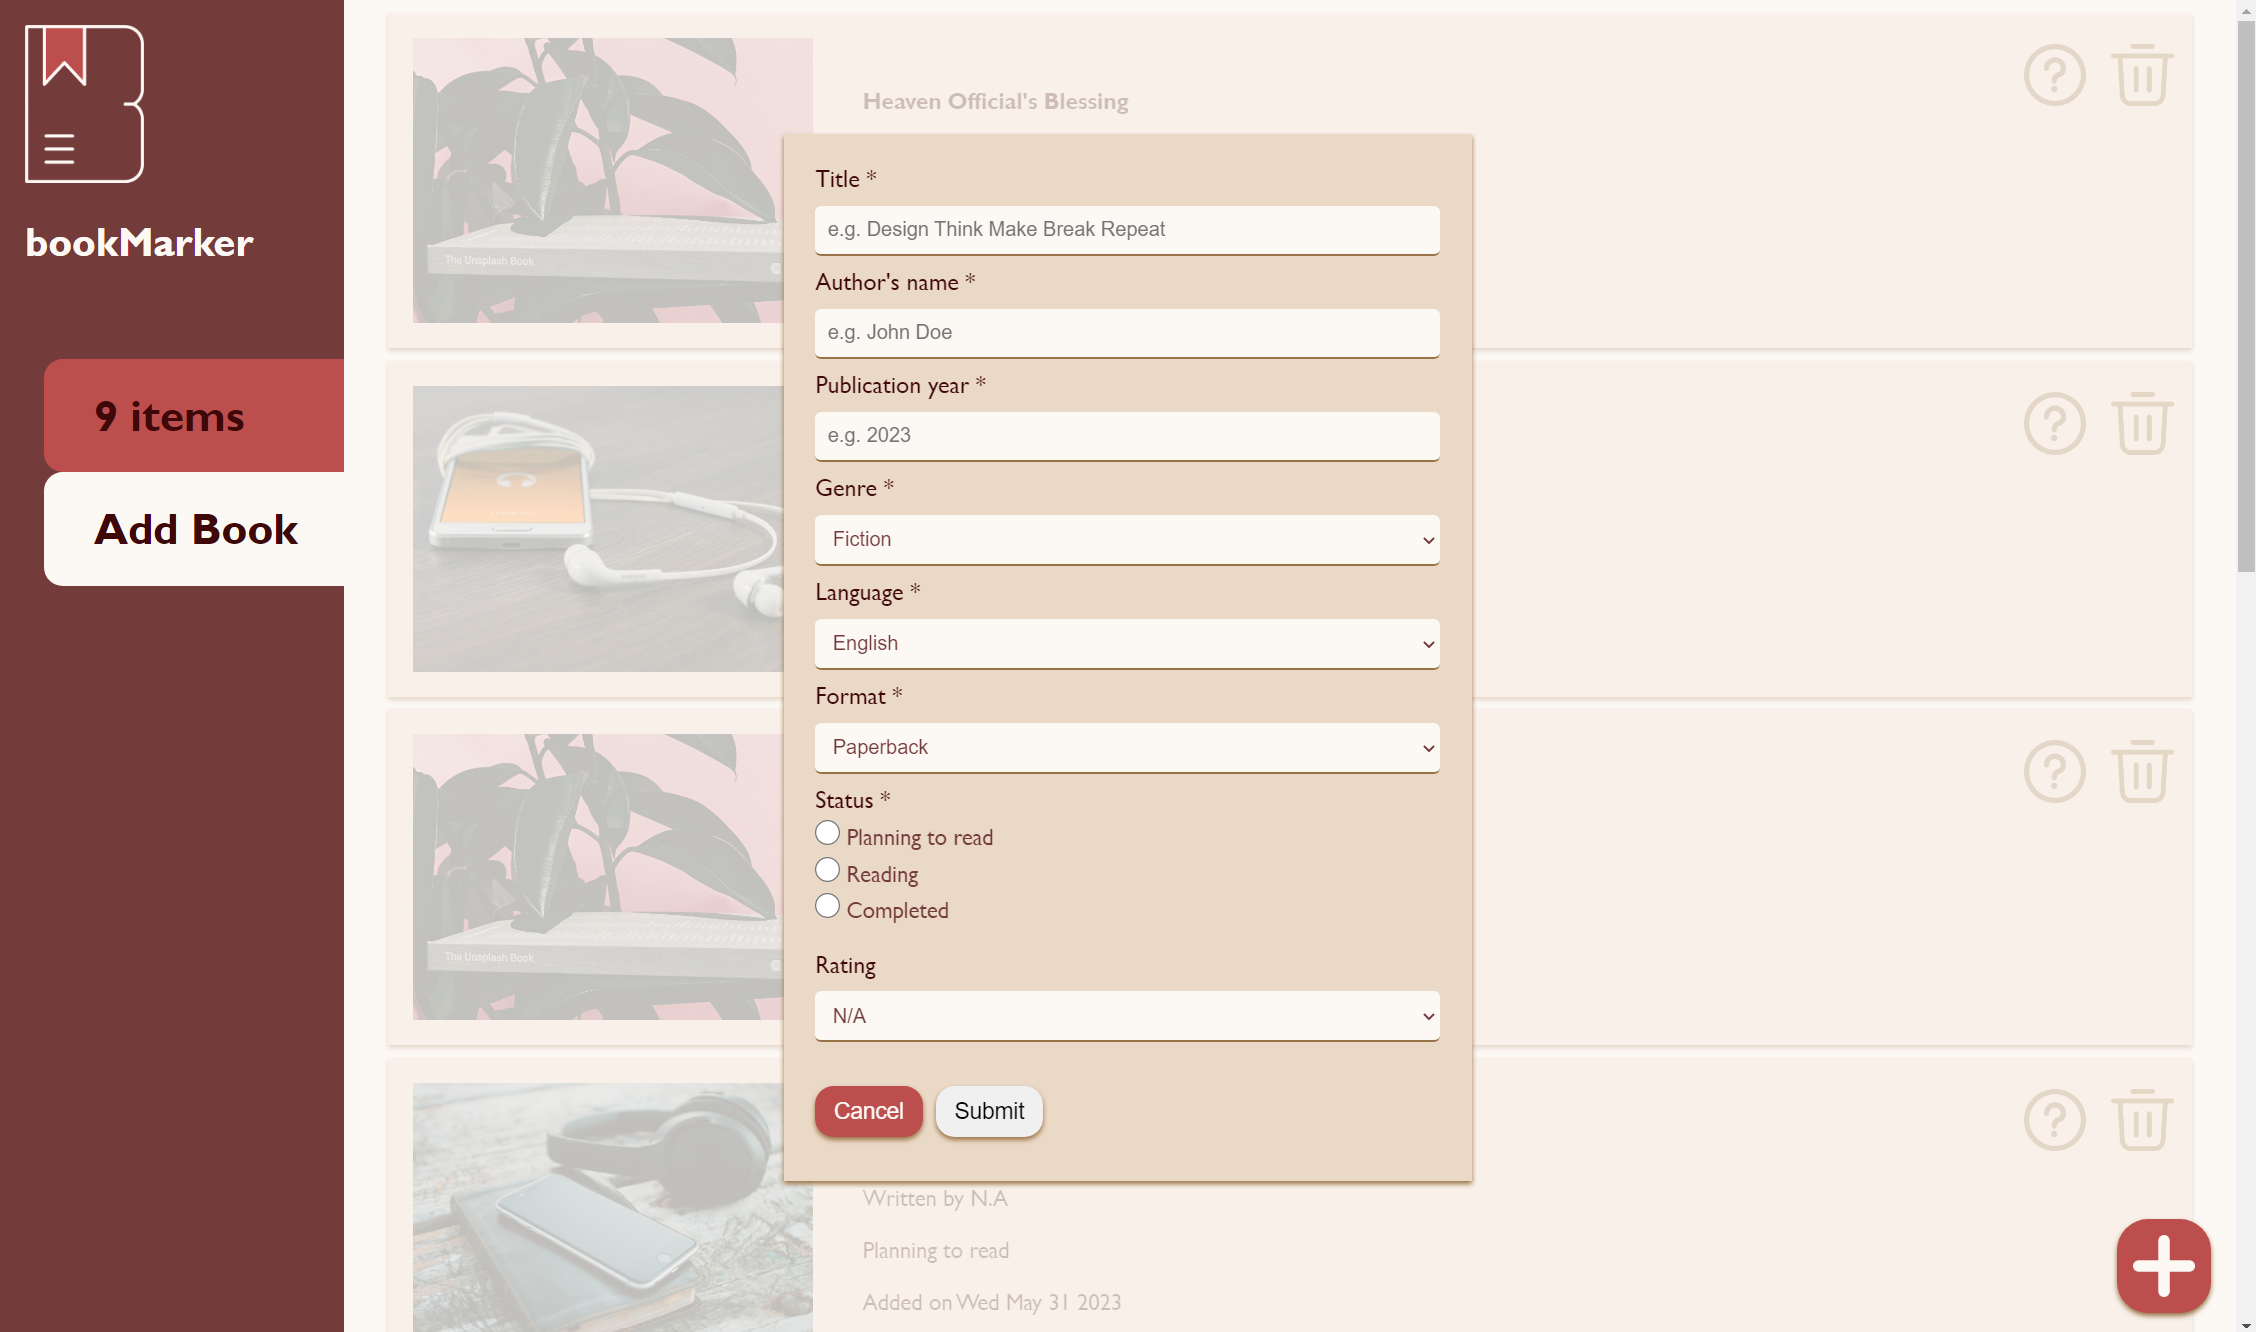 bookMarker
9 items
Add Book
Heaven Official's Blessing
The Unsplash Book
Title *
e.g. Design Think Make Break Repeat
Author's name *
e.g. John Doe
Publication year *
e.g. 2023
Genre *
Fiction
Language *
English
Format *
Paperback
Status *
Planning to read
Reading
Completed
The Unsplash Book
Rating
N/A
Cancel
Submit
Written by N.A
Planning to read
Added on Wed May 31 2023